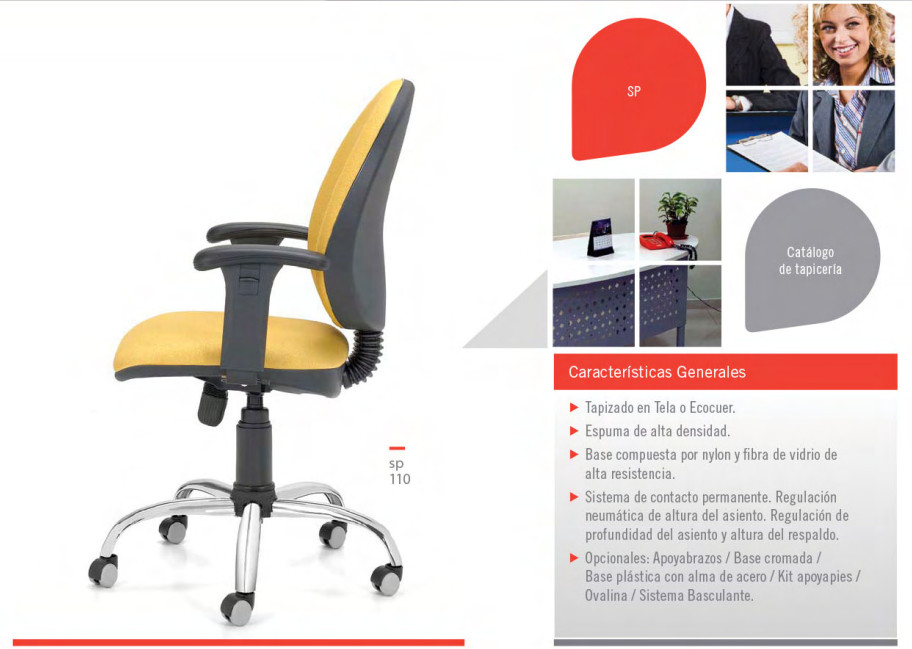 SP
Catálogo
de tapicería
Características Generales
► Tapizado en Tela o Ecocuer.
► Espuma de alta densidad.
► Base compuesta por nylon y fibra de vidrio de
alta resistencia.
► Sistema de contacto permanente. Regulación
neumática de altura del asiento. Regulación de
profundidad del asiento y altura del respaldo.
► Opcionales: Apoyabrazos / Base cromada /
Base plástica con alma de acero / Kit apoyapies /
Ovalina / Sistema Basculante.
sp
110